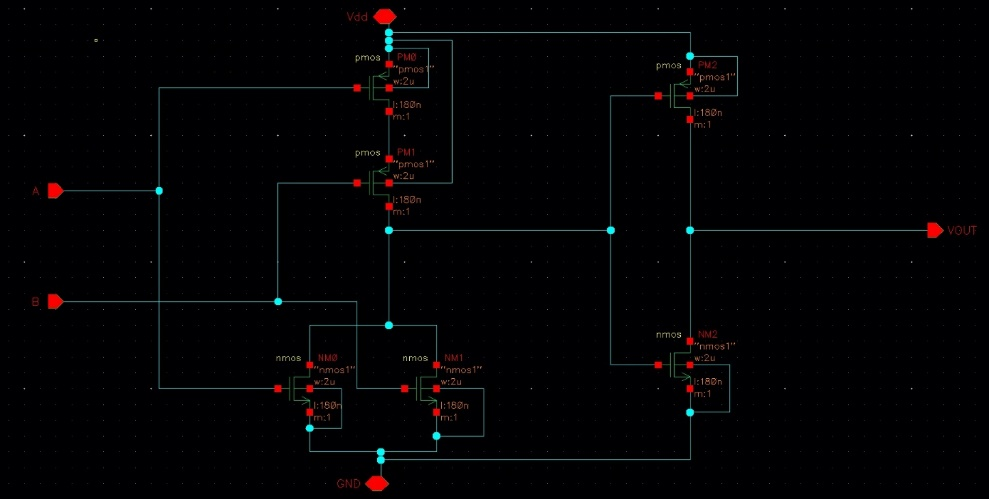 Vdd
pmos
PM0
"pmos1"
w:2u
l:180n
m:1
pmos
PM2
"pmos1"
w:2u
l:180n
m:1
pmos
PM1
"pmos1"
w:2u
l:180n
m:1
A
VOUT
B
nmos
NM0
"nmos1"
w:2u
l:180n
m:1
nmos
NM1
"nmos1"
w:2u
l:180n
m:1
nmos
NM2
"nmos1"
w:2u
l:180n
m:1
GND